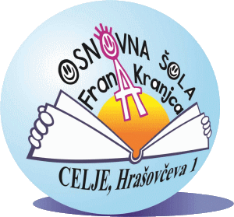 OSNOVNA ŠOLA
Frana Kranjca
CELJE, Hrašovčeva 1